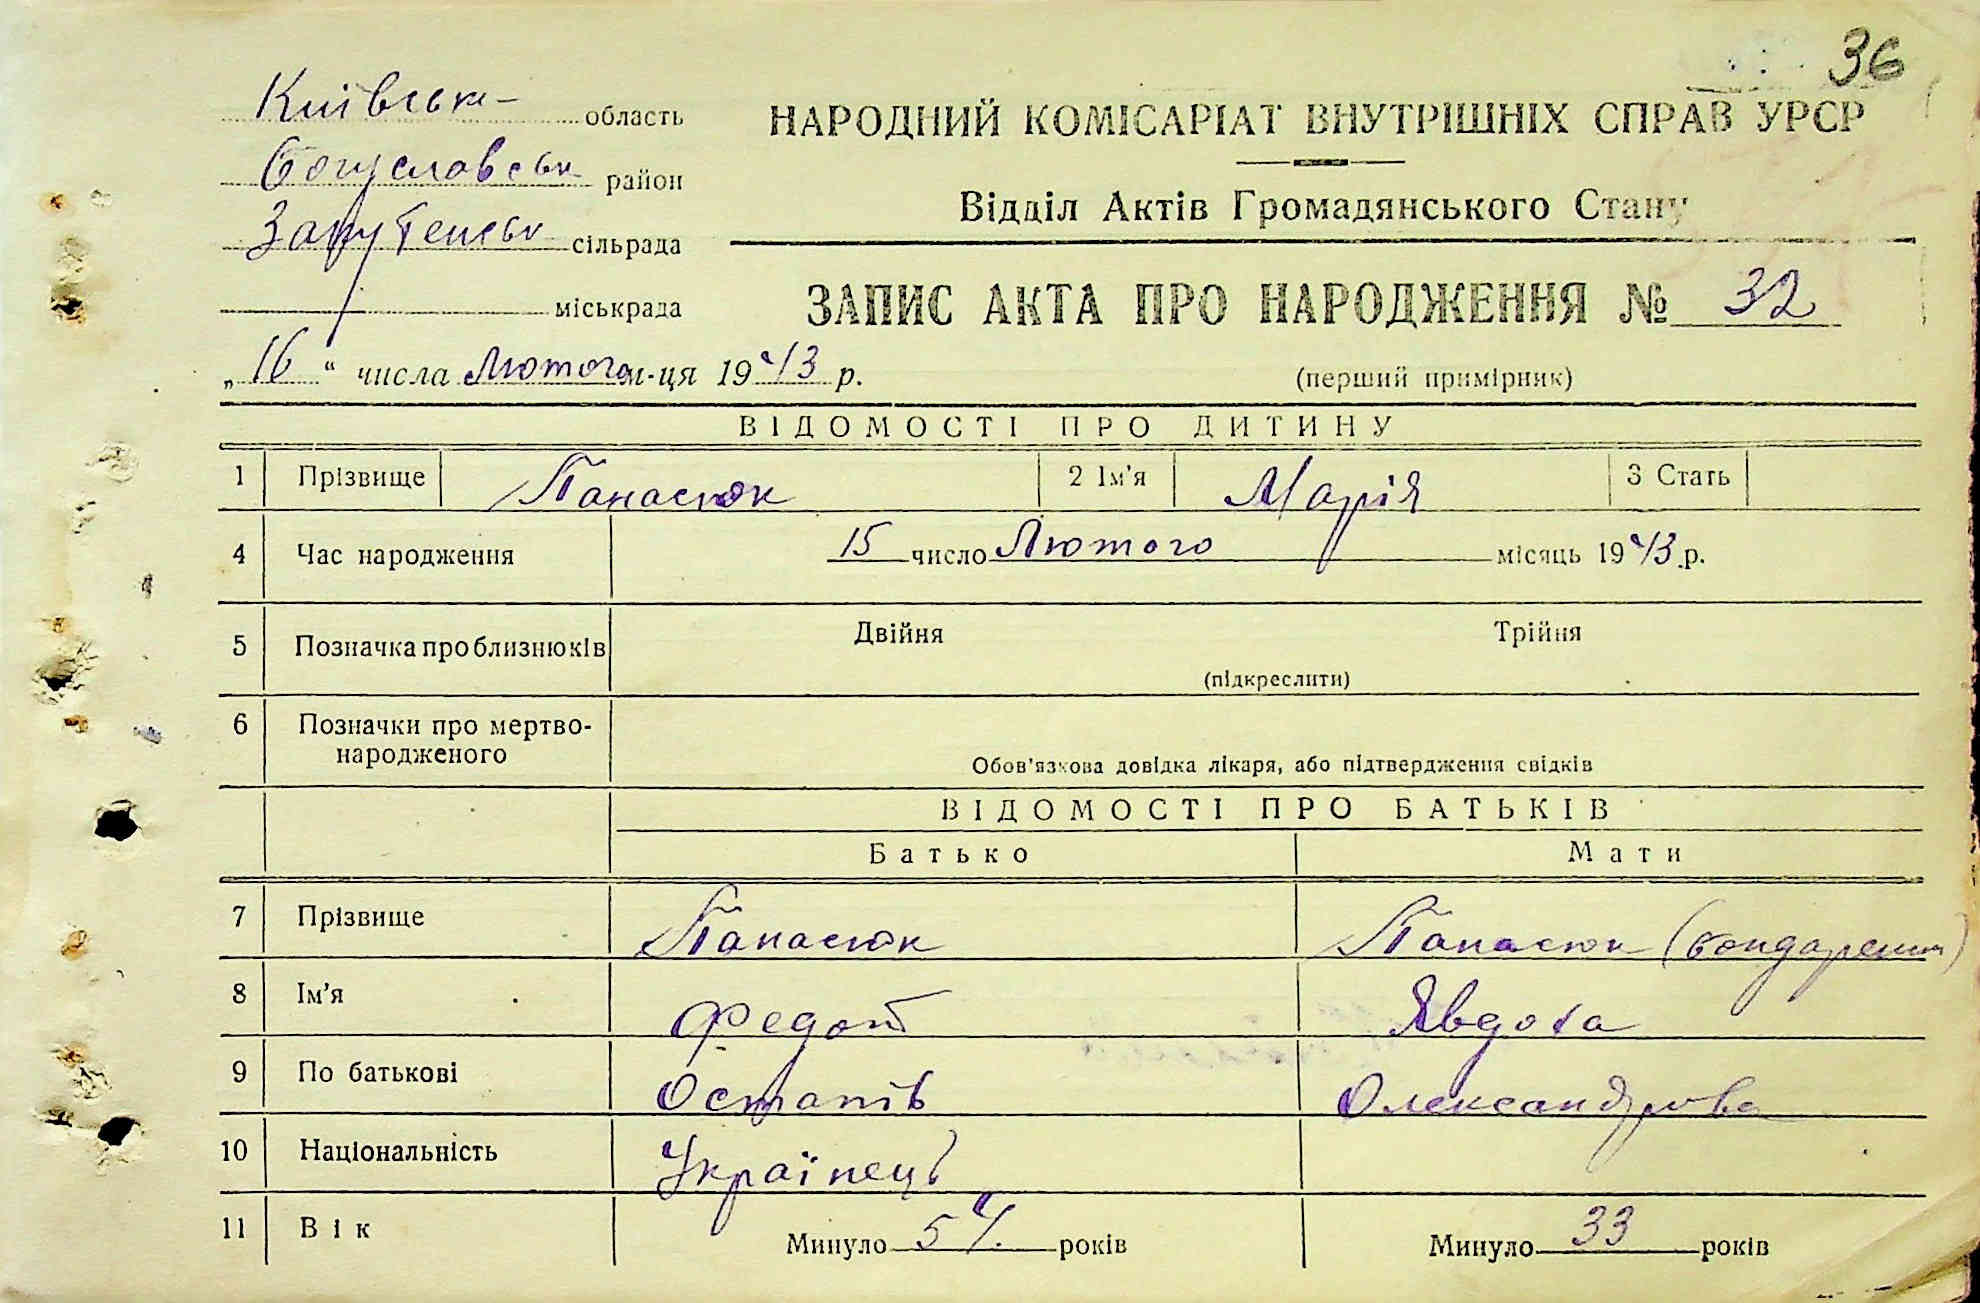 36
Київськ- область
Богуславськ район
сільрада
міськрада
НАРОДНИЙ КОМІСАРІАТ ВНУТРІШНІХ СПРАВ УРСР
Відділ Актів Громадянського Стану
ЗАПИС АКТА ПРО НАРОДЖЕННЯ № 32
„16“ числа Лютого м-ця 1943 р.
(перший примірник)
ВІДОМОСТІ ПРО ДИТИНУ
1 Прізвище Панасюк 2 Ім'я Марія 3 Стать
4 Час народження 15 число Лютого місяць 1943 р.
5 Позначка про близнюків Двійня Трійня
(підкреслити)
6 Позначки про мертво-
народженого
Обов'язкова довідка лікаря, або підтвердження свідків
ВІДОМОСТІ ПРО БАТЬКІВ
Батько Мати
7 Прізвище Панасюк Панасюк (Бондаренко)
8 Ім'я Федот Явдоха
9 По батькові Остапів Олександрова
10 Національність Українець
11 Вік Минуло 54 років Минуло 33 років